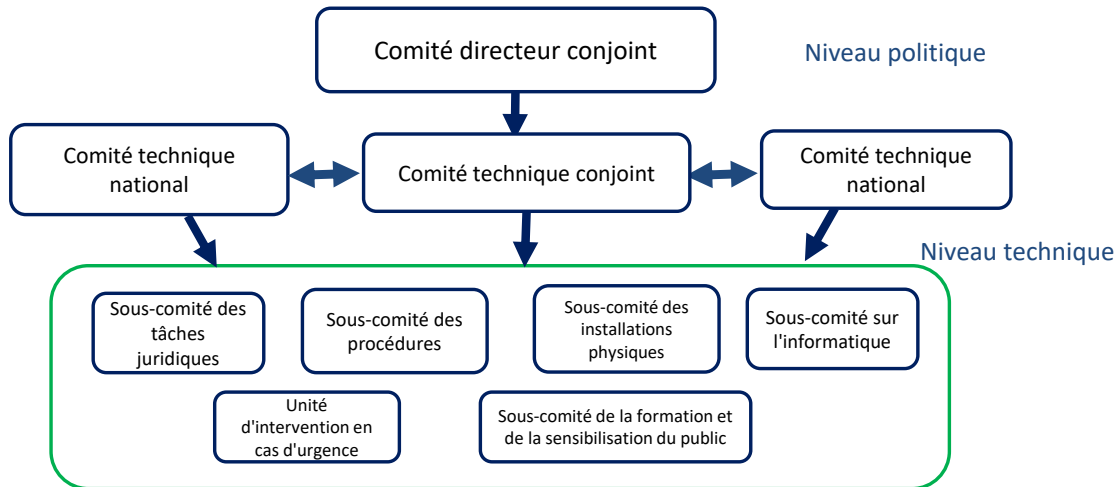 Comité directeur conjoint
Niveau politique
Comité technique
national
Comité technique conjoint
Comité technique
national
Niveau technique
Sous-comité des
tâches
juridiques
Sous-comité des
procédures
Sous-comité des
installations
physiques
Sous-comité sur
l'informatique
Unité
d'intervention en
cas d'urgence
Sous-comité de la formation et
de la sensibilisation du public